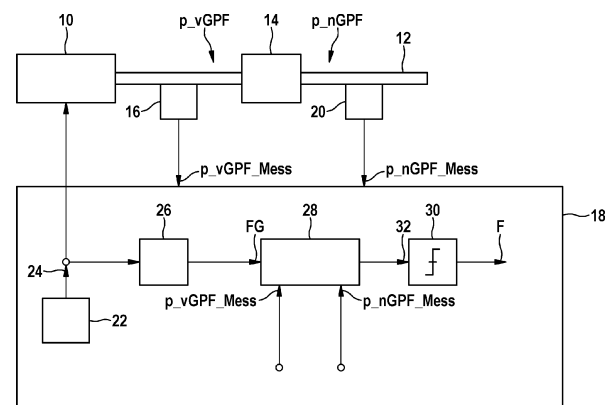 10
p_vGPF
14
p_nGPF
12
16
20
p_vGPF_Mess
p_nGPF_Mess
18
26
FG
28
32
30
F
24
22
p_vGPF_Mess
p_nGPF_Mess